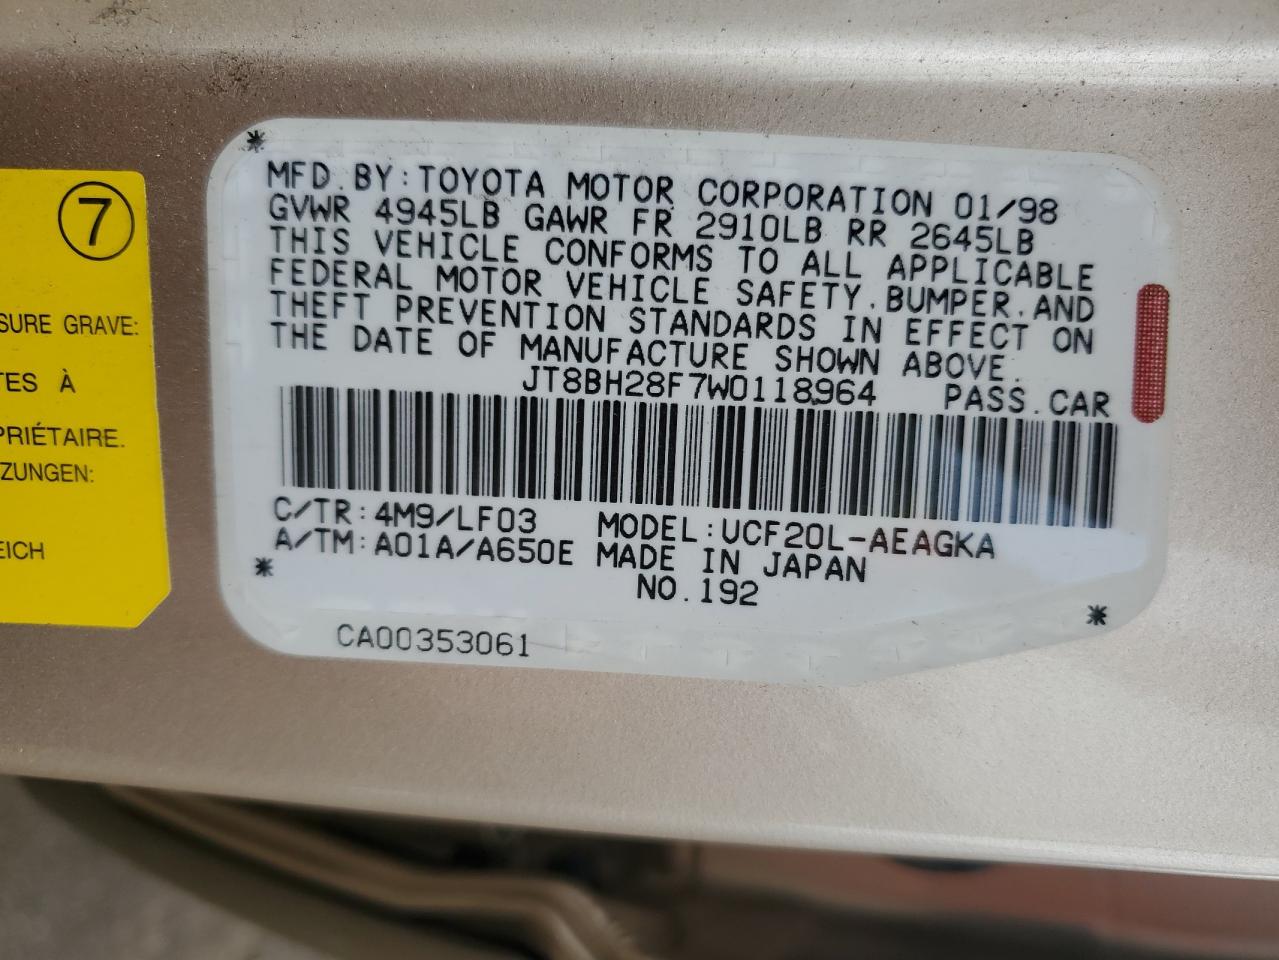 7
SURE GRAVE:
TES À
PRIÉTAIRE.
ZUNGEN:
EICH
MFD.BY:TOYOTA MOTOR CORPORATION 01/98
GVWR 4945LB GAWR FR 2910LB RR 2645LB
THIS VEHICLE CONFORMS TO ALL APPLICABLE
FEDERAL MOTOR VEHICLE SAFETY,BUMPER,AND
THEFT PREVENTION STANDARDS IN EFFECT ON
THE DATE OF MANUFACTURE SHOWN ABOVE.
JT8BH28F7W0118964 PASS.CAR
C/TR:4M9/LF03 MODEL:UCF20L-AEAGKA
A/TM:A01A/A650E MADE IN JAPAN
NO.192
CA00353061